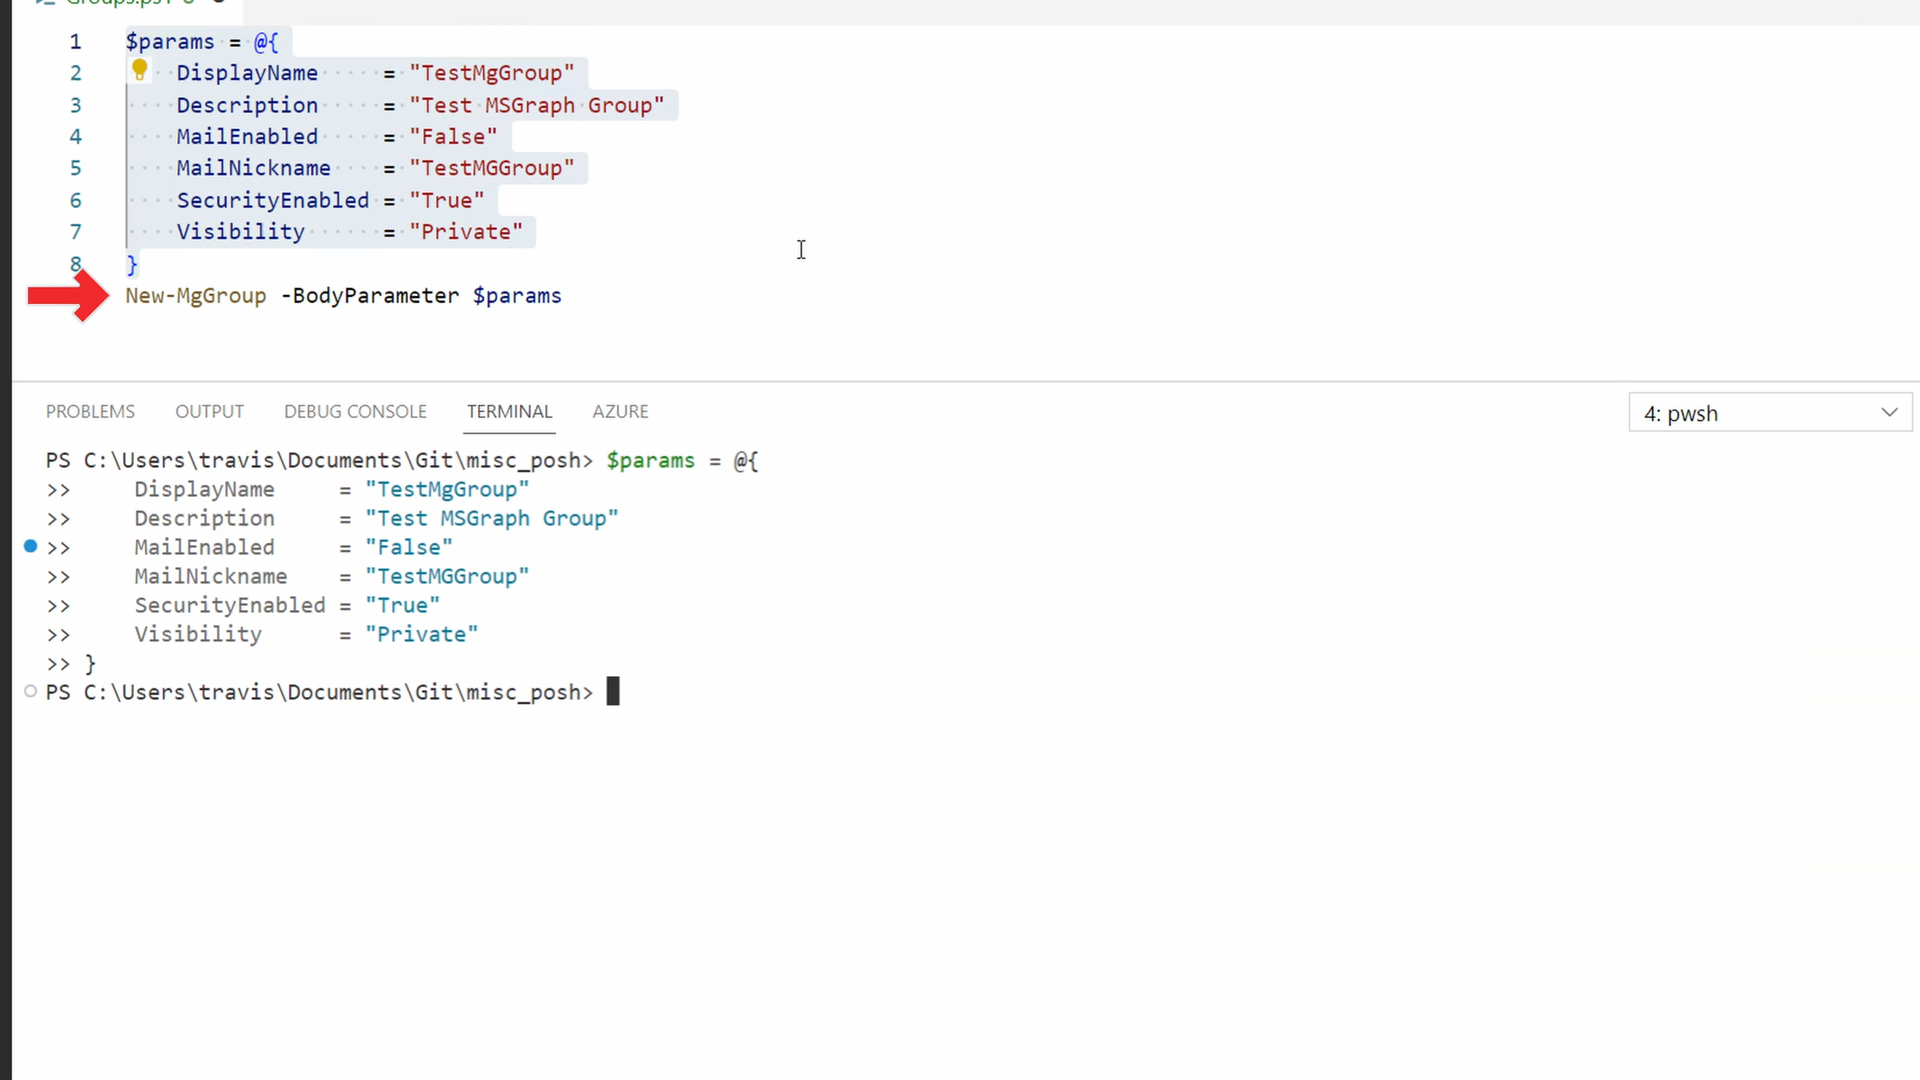 Groups.ps1
1 $params = @{
2 DisplayName = "TestMgGroup"
3 Description = "Test MSGraph Group"
4 MailEnabled = "False"
5 MailNickname = "TestMGGroup"
6 SecurityEnabled = "True"
7 Visibility = "Private"
8 }
New-MgGroup -BodyParameter $params
PROBLEMS OUTPUT DEBUG CONSOLE TERMINAL AZURE 4: pwsh
PS C:\Users\travis\Documents\Git\misc_posh> $params = @{
>> DisplayName = "TestMgGroup"
>> Description = "Test MSGraph Group"
>> MailEnabled = "False"
>> MailNickname = "TestMGGroup"
>> SecurityEnabled = "True"
>> Visibility = "Private"
>> }
PS C:\Users\travis\Documents\Git\misc_posh>